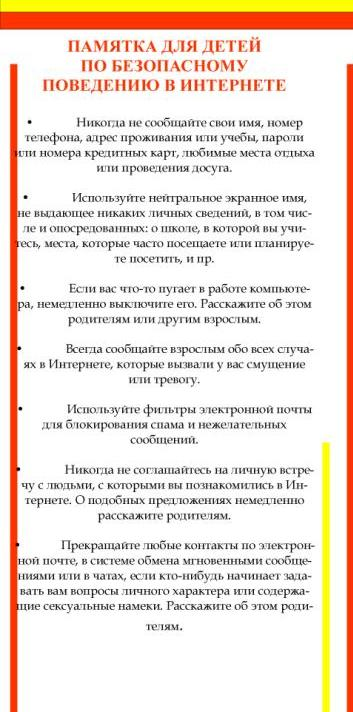 ПАМЯТКА ДЛЯ ДЕТЕЙ
ПО БЕЗОПАСНОМУ
ПОВЕДЕНИЮ В ИНТЕРНЕТЕ
• Никогда не сообщайте свои имя, номер
телефона, адрес проживания или учебы, пароли
или номера кредитных карт, любимые места отдыха
или проведения досуга.
• Используйте нейтральное экранное имя,
не выдающее никаких личных сведений, в том чис-
ле и опосредованных: о школе, в которой вы учи-
тесь, места, которые часто посещаете или планируе-
те посетить, и пр.
• Если вас что-то пугает в работе компьюте-
ра, немедленно выключите его. Расскажите об этом
родителям или другим взрослым.
• Всегда сообщайте взрослым обо всех случа-
ях в Интернете, которые вызвали у вас смущение
или тревогу.
• Используйте фильтры электронной почты
для блокирования спама и нежелательных
сообщений.
• Никогда не соглашайтесь на личную встре-
чу с людьми, с которыми вы познакомились в Ин-
тернете. О подобных предложениях немедленно
расскажите родителям.
• Прекращайте любые контакты по электрон-
ной почте, в системе обмена мгновенными сообще-
ниями или в чатах, если кто-нибудь начинает зада-
вать вам вопросы личного характера или содержа-
щие сексуальные намеки. Расскажите об этом роди-
телям.